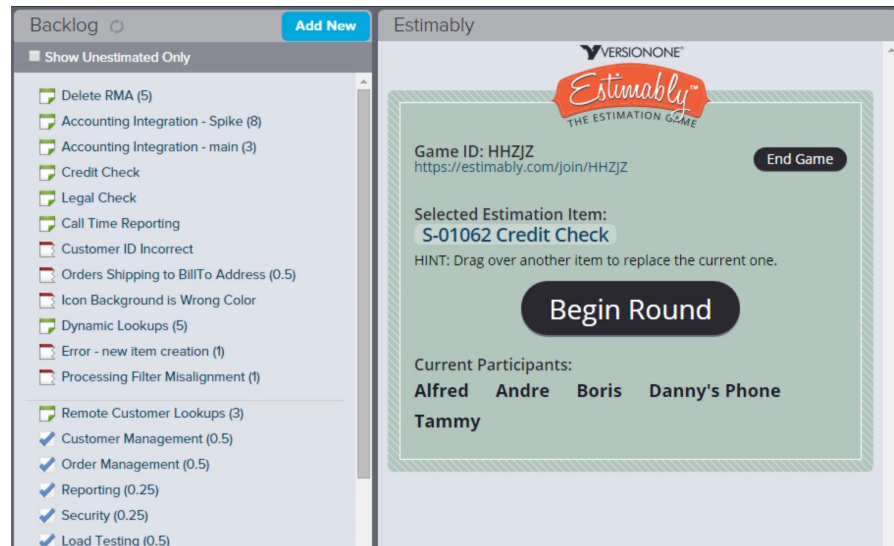 Backlog
Add New
Show Unestimated Only
Delete RMA (5)
Accounting Integration - Spike (8)
Accounting Integration - main (3)
Credit Check
Legal Check
Call Time Reporting
Customer ID Incorrect
Orders Shipping to BillTo Address (0.5)
Icon Background is Wrong Color
Dynamic Lookups (5)
Error - new item creation (1)
Processing Filter Misalignment (1)
Remote Customer Lookups (3)
Customer Management (0.5)
Order Management (0.5)
Reporting (0.25)
Security (0.25)
Load Testing (0.5)
Estimably
VERSIONONE®
Estimably™
THE ESTIMATION GAME
Game ID: HHZJZ
https://estimably.com/join/HHZJZ
End Game
Selected Estimation Item:
S-01062 Credit Check
HINT: Drag over another item to replace the current one.
Begin Round
Current Participants:
Alfred Andre Boris Danny's Phone
Tammy